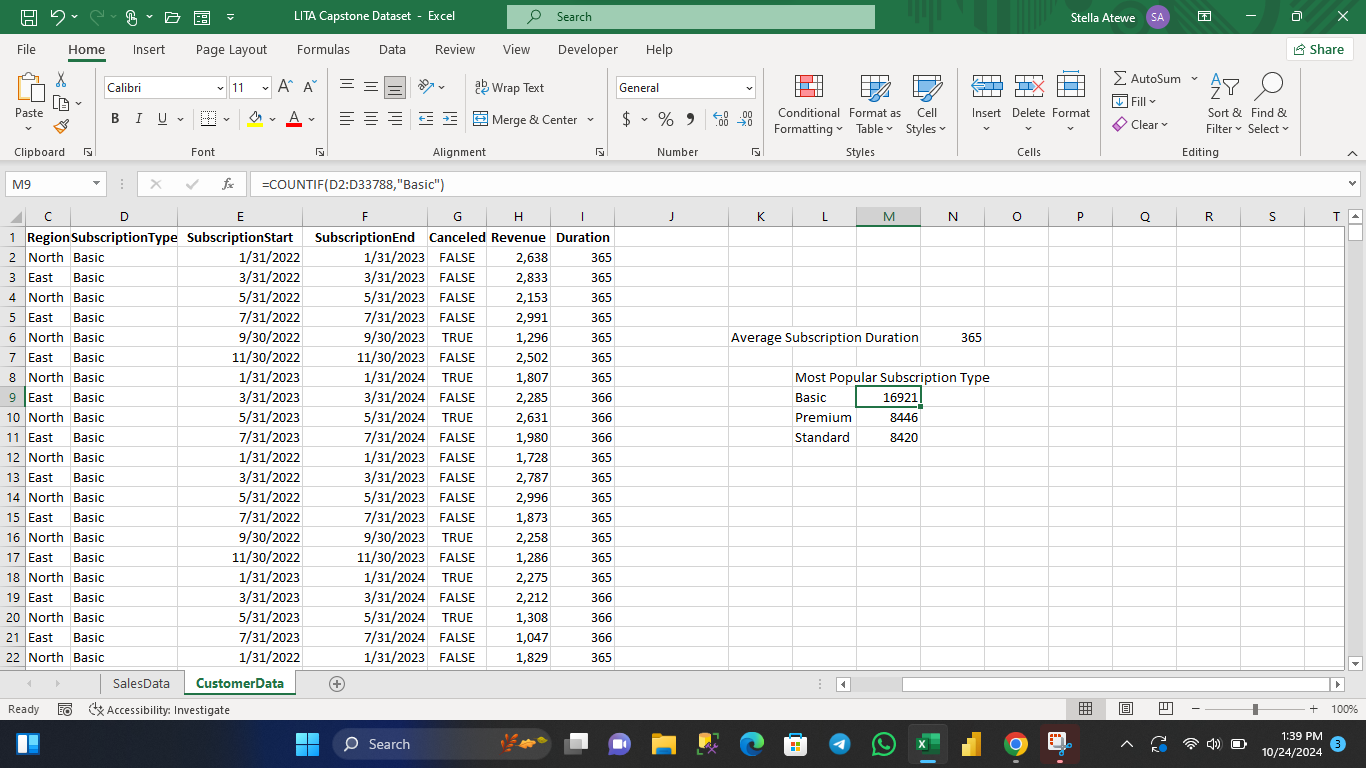 LITA Capstone Dataset - Excel
Search
Stella Atewe
SA
File Home Insert Page Layout Formulas Data Review View Developer Help
Share
Paste
Clipboard
Calibri 11 A A
B I U A
Font
ab Wrap Text
Merge & Center
Alignment
General
$ % 9
Number
Conditional Formatting
Format as Table
Cell Styles
Styles
Insert
Delete
Format
Cells
AutoSum
Fill
Clear
Sort & Filter
Find & Select
Editing
M9 fx =COUNTIF(D2:D33788,"Basic")
C D E F G H I J K L M N O P Q R S T
1 Region SubscriptionType SubscriptionStart SubscriptionEnd Canceled Revenue Duration
2 North Basic 1/31/2022 1/31/2023 FALSE 2,638 365
3 East Basic 3/31/2022 3/31/2023 FALSE 2,833 365
4 North Basic 5/31/2022 5/31/2023 FALSE 2,153 365
5 East Basic 7/31/2022 7/31/2023 FALSE 2,991 365
6 North Basic 9/30/2022 9/30/2023 TRUE 1,296 365 Average Subscription Duration 365
7 East Basic 11/30/2022 11/30/2023 FALSE 2,502 365
8 North Basic 1/31/2023 1/31/2024 TRUE 1,807 365 Most Popular Subscription Type
9 East Basic 3/31/2023 3/31/2024 FALSE 2,285 366 Basic 16921
10 North Basic 5/31/2023 5/31/2024 TRUE 2,631 366 Premium 8446
11 East Basic 7/31/2023 7/31/2024 FALSE 1,980 366 Standard 8420
12 North Basic 1/31/2022 1/31/2023 FALSE 1,728 365
13 East Basic 3/31/2022 3/31/2023 FALSE 2,787 365
14 North Basic 5/31/2022 5/31/2023 FALSE 2,996 365
15 East Basic 7/31/2022 7/31/2023 FALSE 1,873 365
16 North Basic 9/30/2022 9/30/2023 TRUE 2,258 365
17 East Basic 11/30/2022 11/30/2023 FALSE 1,286 365
18 North Basic 1/31/2023 1/31/2024 TRUE 2,275 365
19 East Basic 3/31/2023 3/31/2024 FALSE 2,212 366
20 North Basic 5/31/2023 5/31/2024 TRUE 1,308 366
21 East Basic 7/31/2023 7/31/2024 FALSE 1,047 366
22 North Basic 1/31/2022 1/31/2023 FALSE 1,829 365
SalesData CustomerData
Ready Accessibility: Investigate 100%
Search
1:39 PM
10/24/2024
3